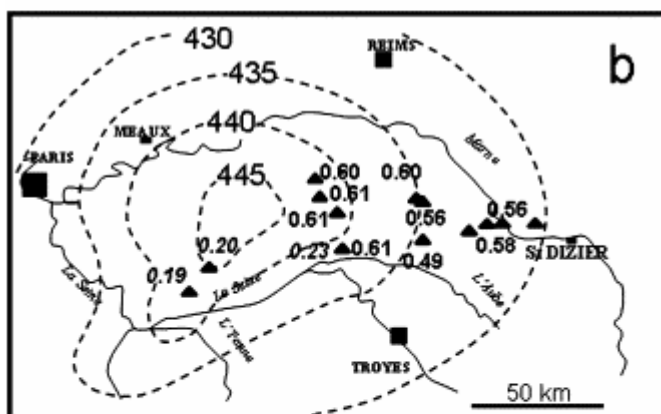 430
REIMS
b
435
MEAUX
440
Marne
PARIS
445
0.60
0.60
0.61
0.61
0.56
0.56
0.20
0.23
0.61
0.49
0.58
St DIZIER
0.19
La Seine
L'Aube
L'Yonne
TROYES
50 km